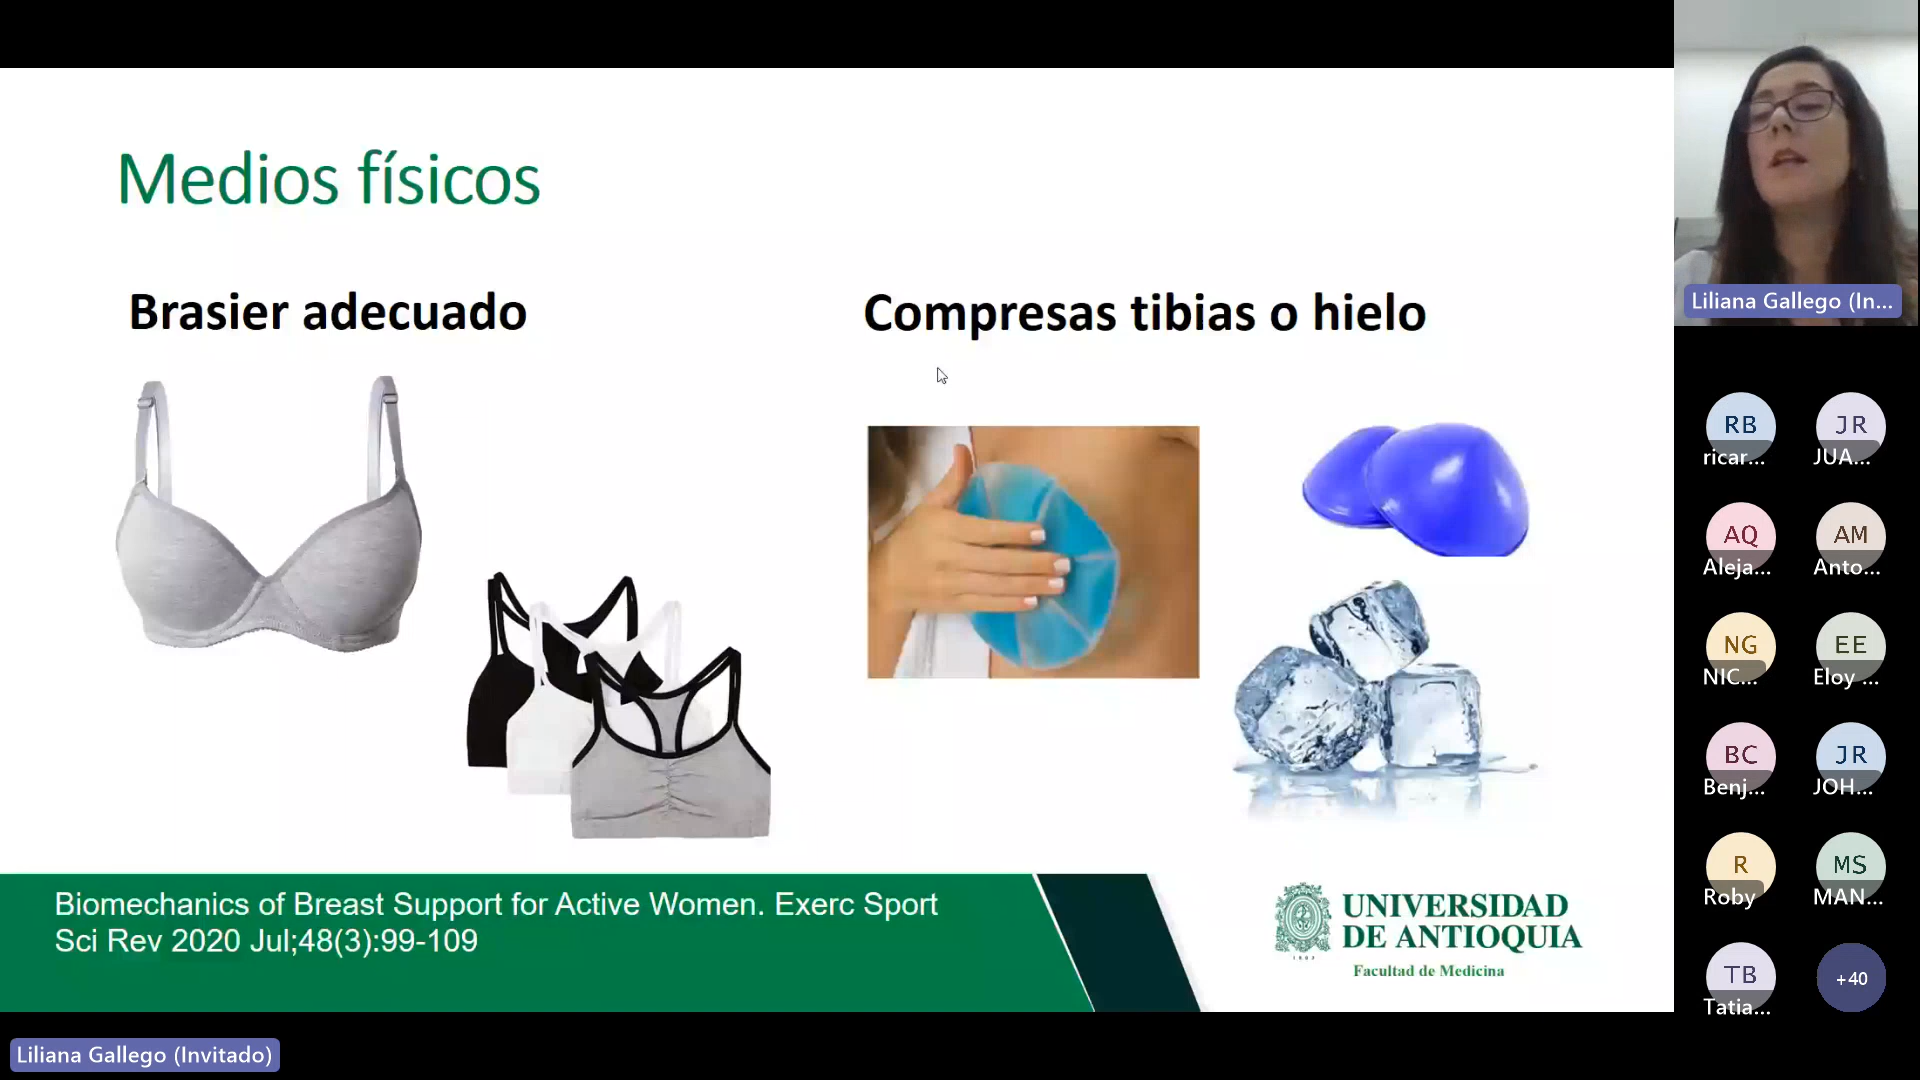 Medios físicos
Brasier adecuado
Compresas tibias o hielo
Biomechanics of Breast Support for Active Women. Exerc Sport
Sci Rev 2020 Jul;48(3):99-109
UNIVERSIDAD
DE ANTIOQUIA
1803
Facultad de Medicina
Liliana Gallego (In...
RB
ricar...
JR
JUA...
AQ
Aleja...
AM
Anto...
NG
NIC...
EE
Eloy ...
BC
Benj...
JR
JOH...
R
Roby
MS
MAN...
TB
Tatia...
+40
Liliana Gallego (Invitado)